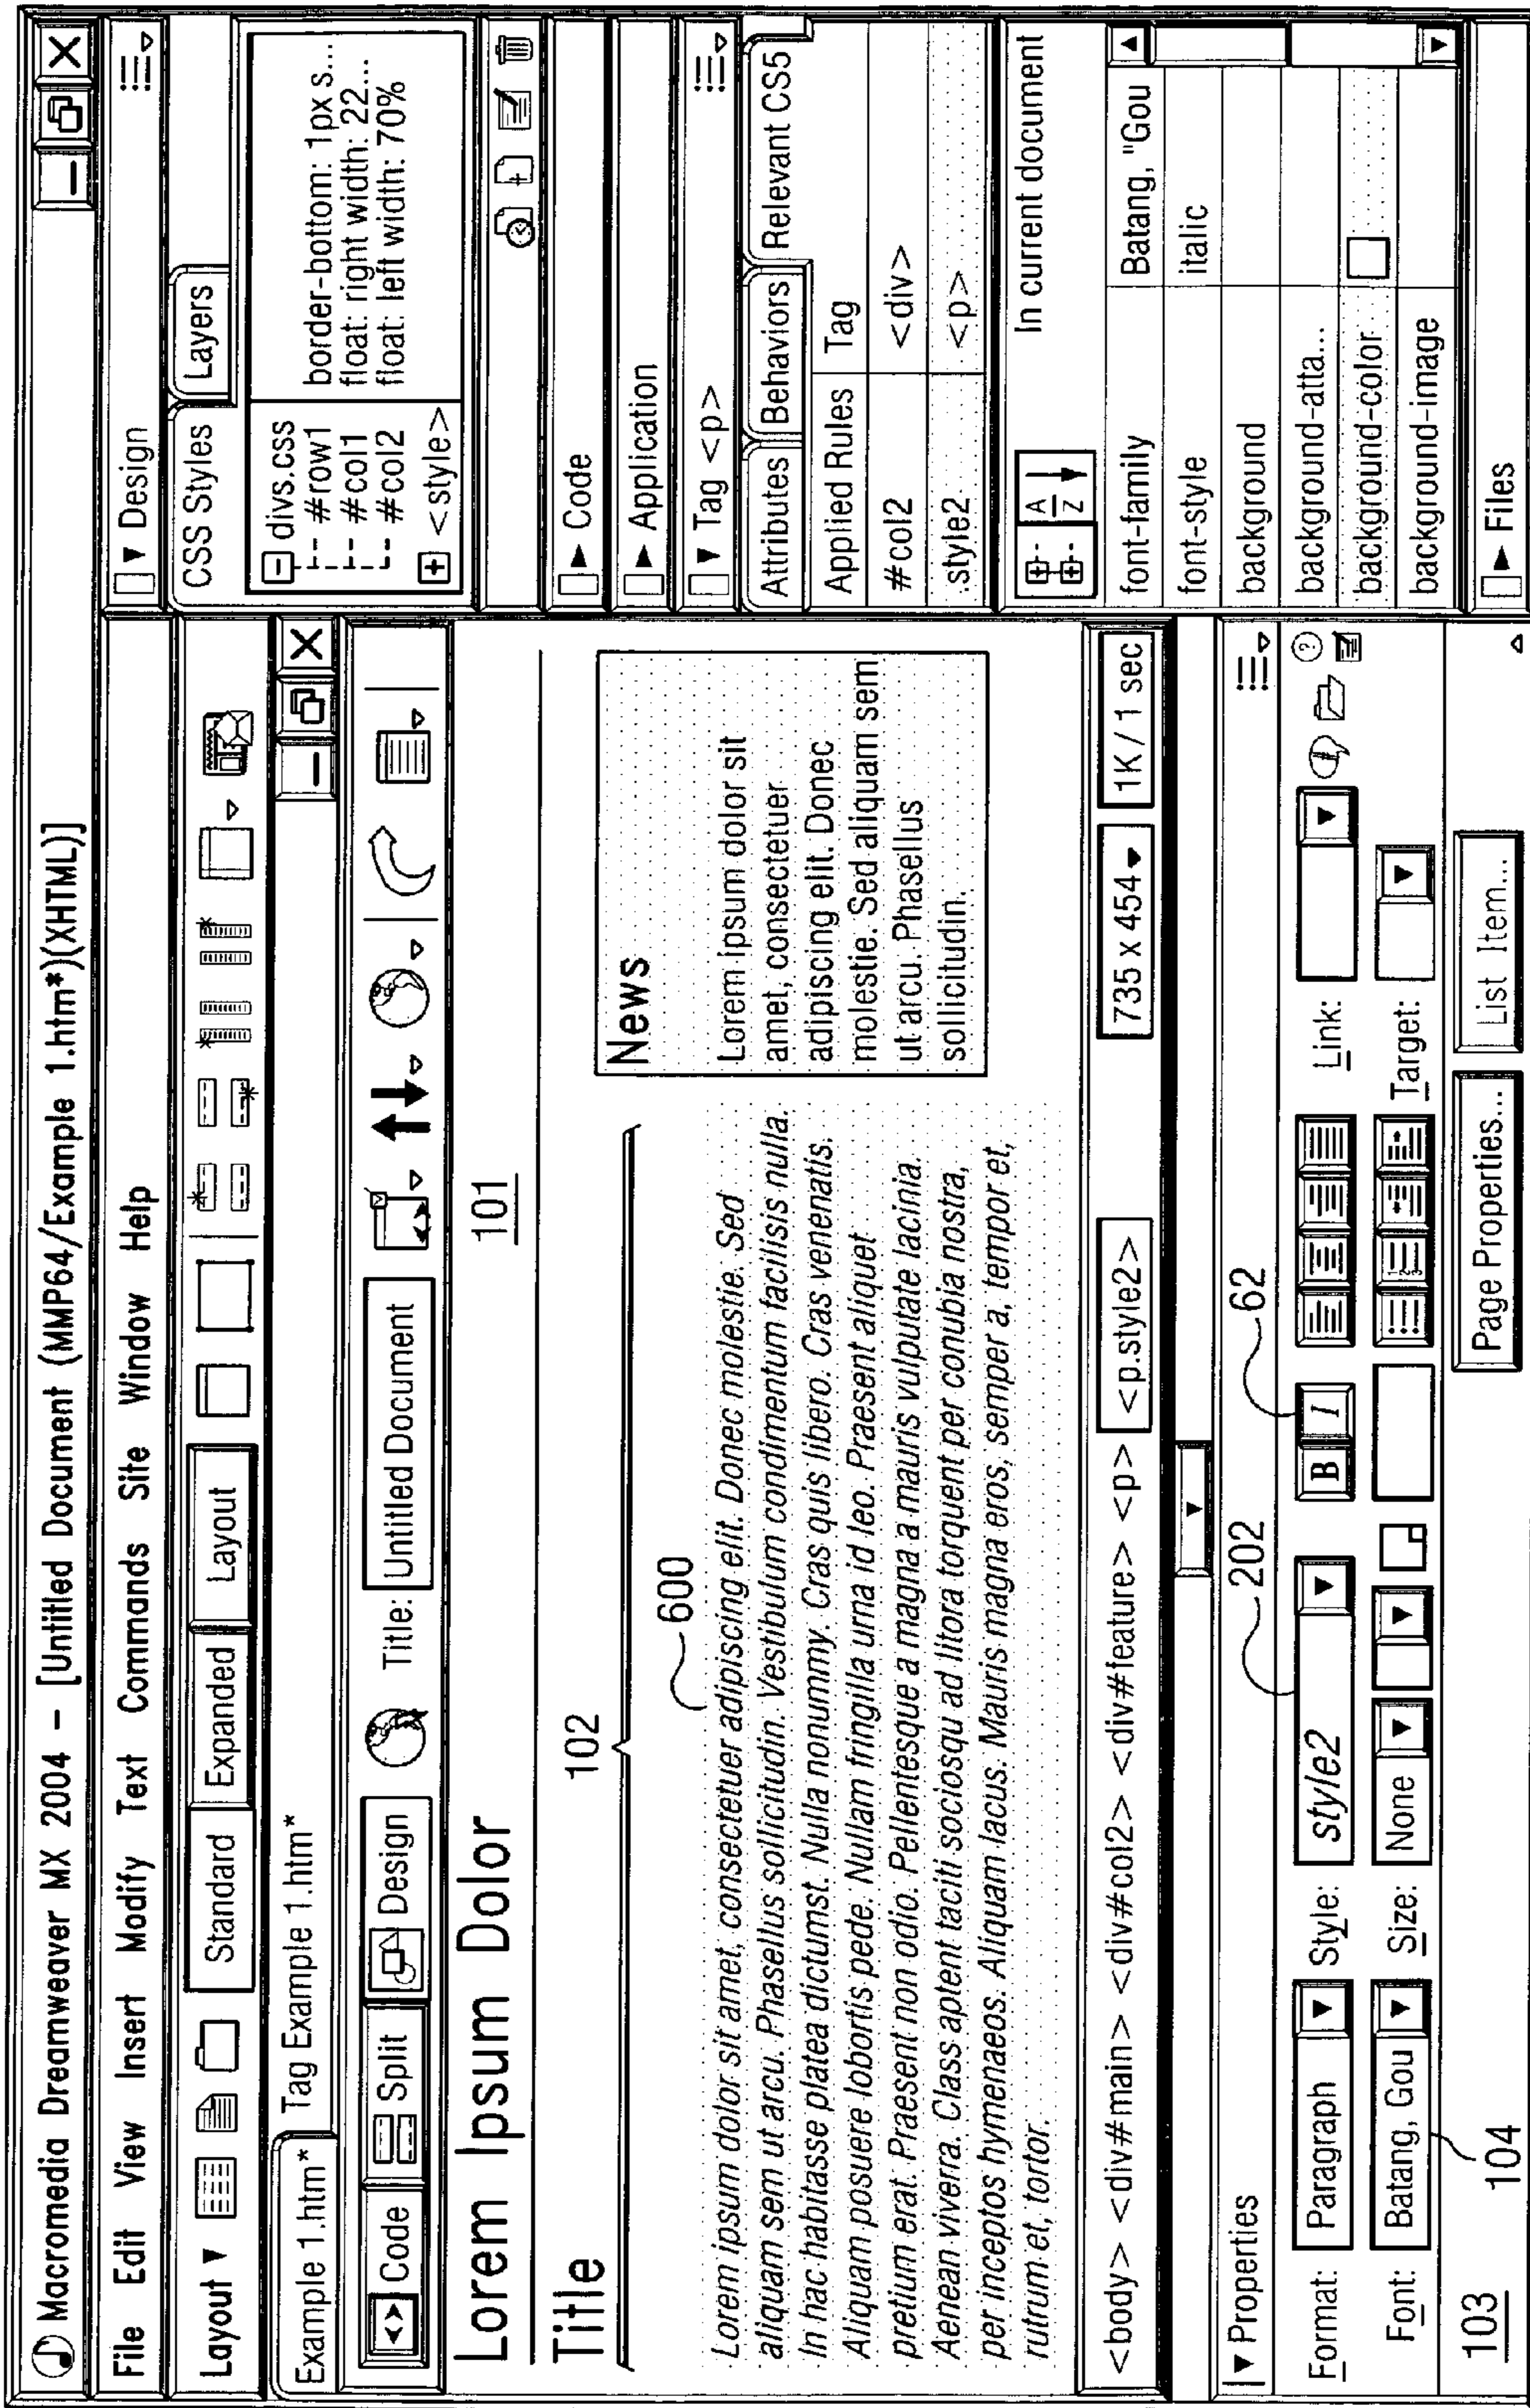 Macromedia Dreamweaver MX 2004 – [Untitled Document (MMP64/Example 1.htm*)(XHTML)]
File Edit View Insert Modify Text Commands Site Window Help
Layout Standard Expanded Layout
Example 1.htm* Tag Example 1.htm*
Code Split Design Title: Untitled Document
Lorem Ipsum Dolor
101
Title
102
600
Lorem ipsum dolor sit amet, consectetuer adipiscing elit. Donec molestie. Sed
aliquam sem ut arcu. Phasellus sollicitudin. Vestibulum condimentum facilisis nulla.
In hac habitasse platea dictumst. Nulla nonummy. Cras quis libero. Cras venenatis.
Aliquam posuere lobortis pede. Nullam fringilla urna id leo. Praesent aliquet
pretium erat. Praesent non odio. Pellentesque a magna a mauris vulputate lacinia.
Aenean viverra. Class aptent taciti sociosqu ad litora torquent per conubia nostra,
per inceptos hymenaeos. Aliquam lacus. Mauris magna eros, semper a, tempor et,
rutrum et, tortor.
News
Lorem ipsum dolor sit
amet, consectetuer
adipiscing elit. Donec
molestie. Sed aliquam sem
ut arcu. Phasellus
sollicitudin.
<body> <div#main> <div#col2> <div#feature> <p> <p.style2> 735 x 454 1K / 1 sec
Properties
202
62
Format: Paragraph Style: style2 B I Link:
Font: Batang, Gou Size: None Target:
Page Properties... List Item...
103
104
Design
CSS Styles Layers
divs.css
#row1 border-bottom: 1px s...
#col1 float: right width: 22...
#col2 float: left width: 70%
<style>
Code
Application
Tag <p>
Attributes Behaviors Relevant CS5
Applied Rules Tag
#col2 <div>
.style2 <p>
A Z In current document
font-family Batang, "Gou
font-style italic
background
background-atta...
background-color
background-image
Files